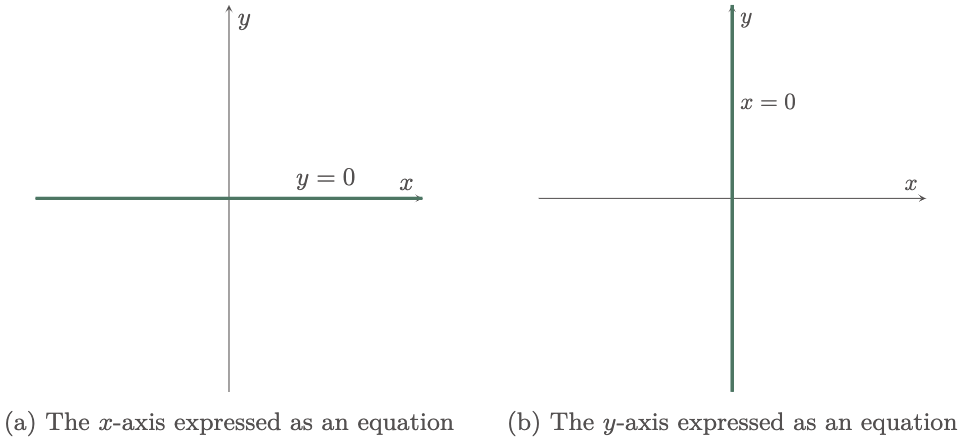 y
y = 0
x
(a) The x-axis expressed as an equation
y
x = 0
x
(b) The y-axis expressed as an equation